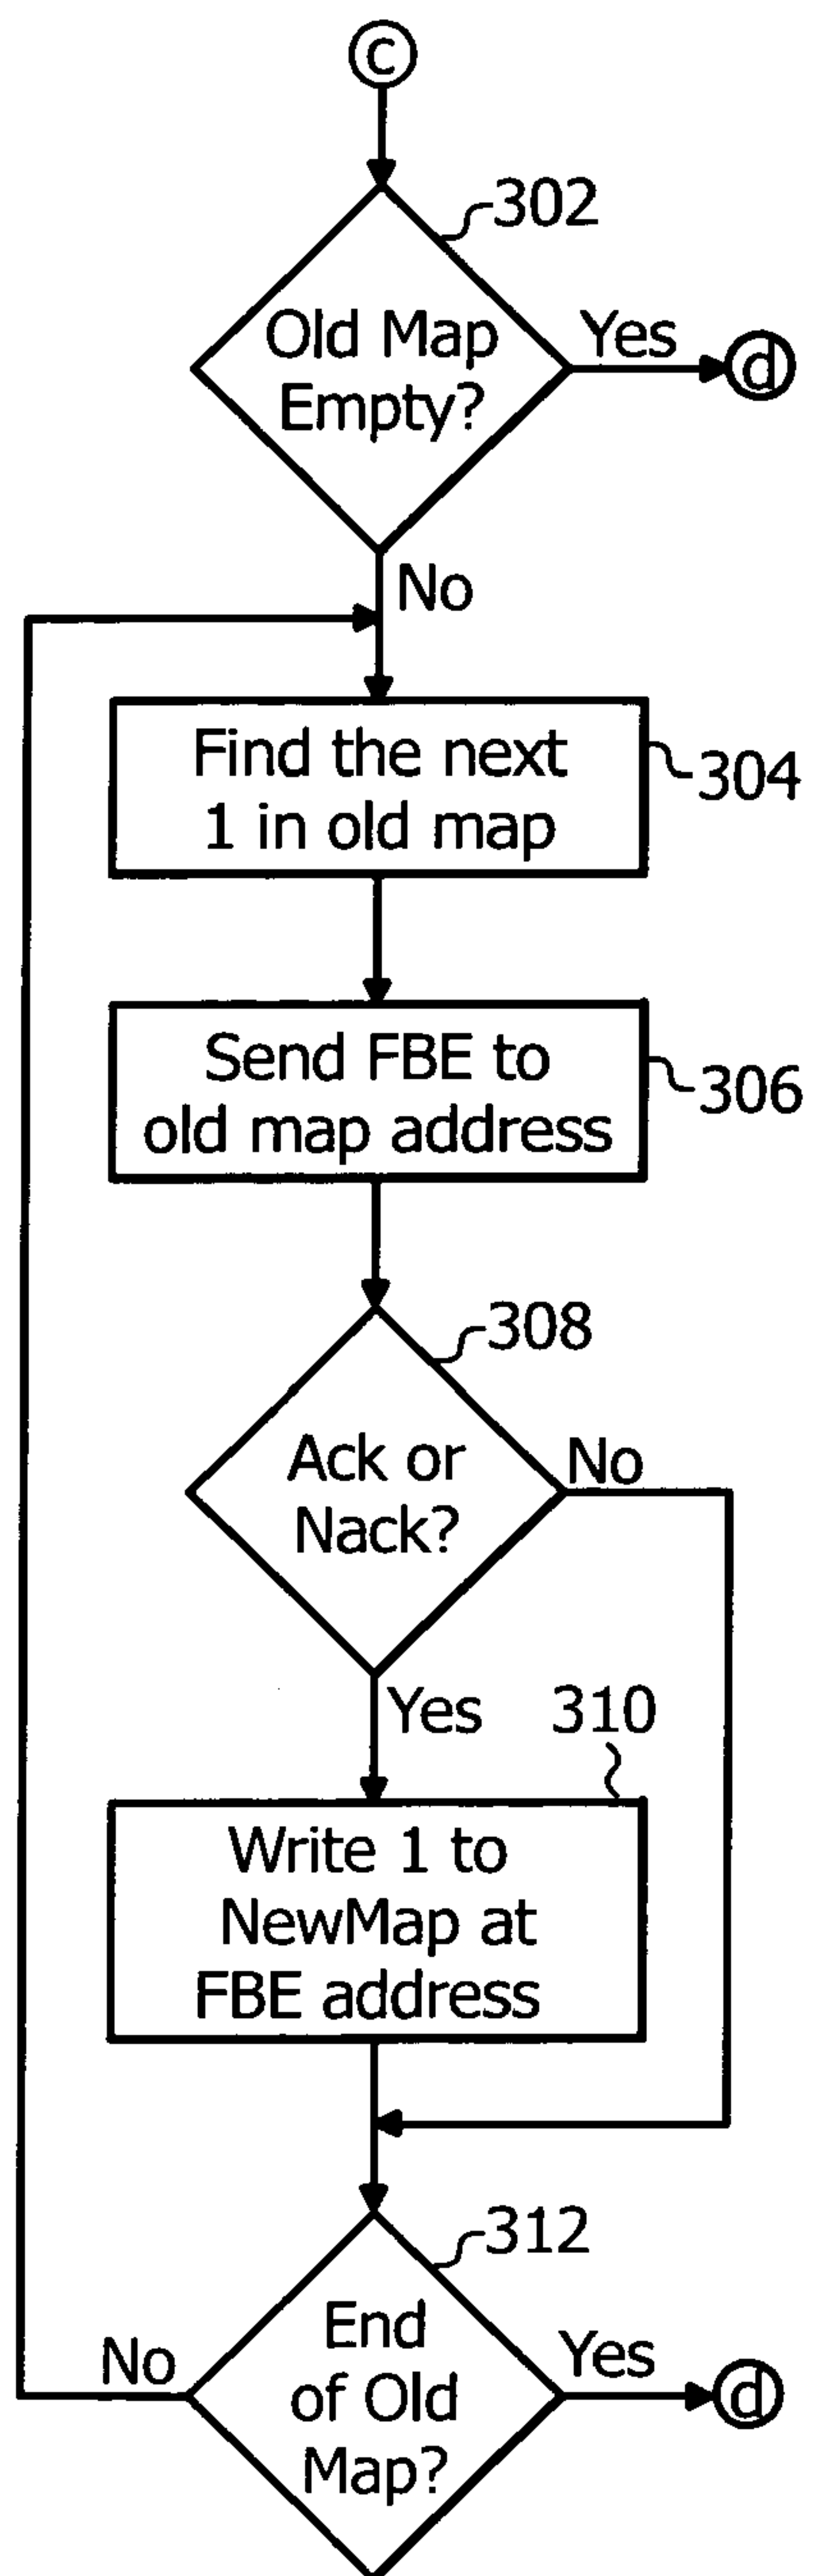 c
302
Old Map
Empty?
Yes
d
No
Find the next
1 in old map
304
Send FBE to
old map address
306
308
Ack or
Nack?
No
Yes
310
Write 1 to
NewMap at
FBE address
312
End
of Old
Map?
No
Yes
d